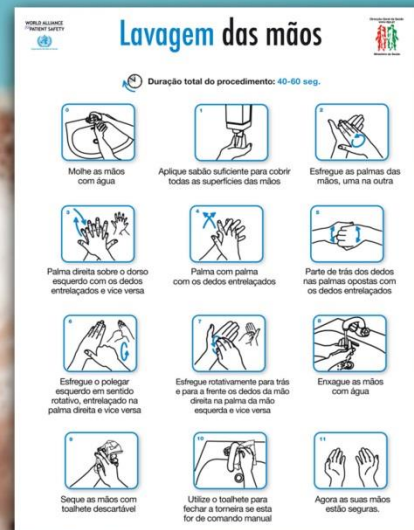 WORLD ALLIANCE
for PATIENT SAFETY
Lavagem das mãos
Direcção-Geral da Saúde
Ministério da Saúde
Duração total do procedimento: 40-60 seg.
0
Molhe as mãos
com água
1
Aplique sabão suficiente para cobrir
todas as superfícies das mãos
2
Esfregue as palmas das
mãos, uma na outra
3
Palma direita sobre o dorso
esquerdo com os dedos
entrelaçados e vice versa
4
Palma com palma
com os dedos entrelaçados
5
Parte de trás dos dedos
nas palmas opostas com
os dedos entrelaçados
6
Esfregue o polegar
esquerdo em sentido
rotativo, entrelaçado na
palma direita e vice versa
7
Esfregue rotativamente para trás
e para a frente os dedos da mão
direita na palma da mão
esquerda e vice versa
8
Enxague as mãos
com água
9
Seque as mãos com
toalhete descartável
10
Utilize o toalhete para
fechar a torneira se esta
for de comando manual
11
Agora as suas mãos
estão seguras.